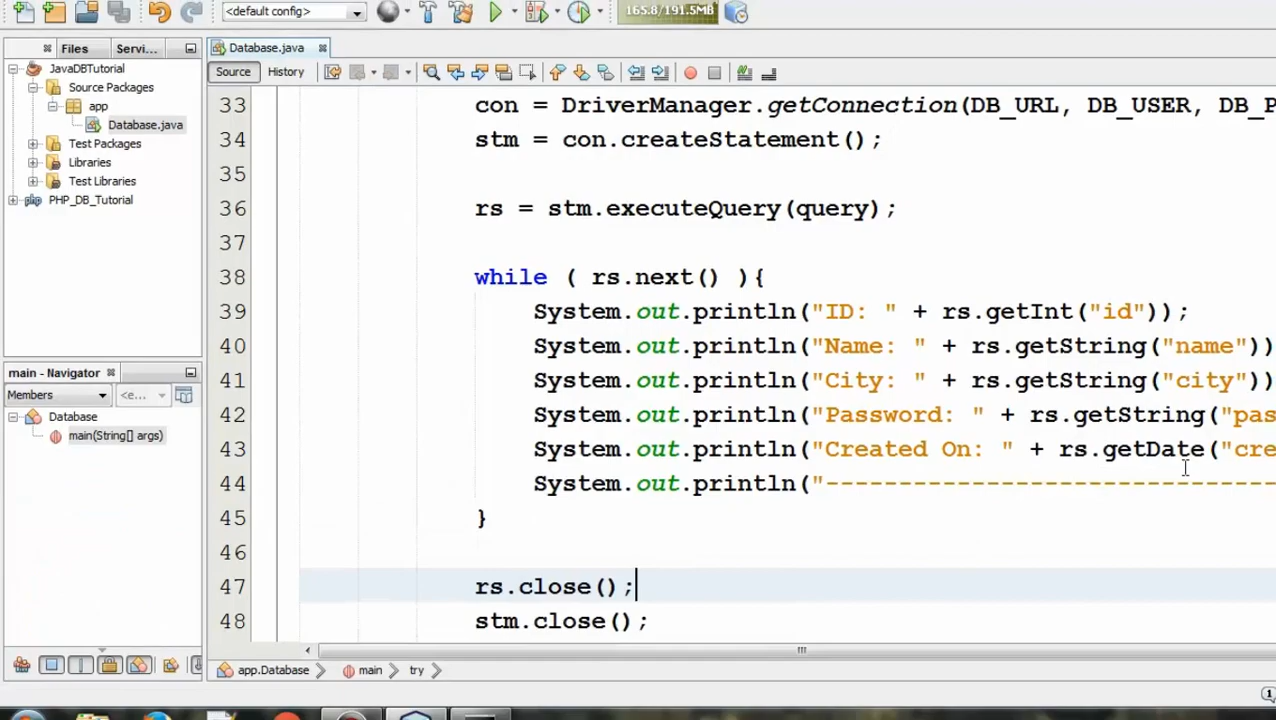 <default config>
165.8/191.5MB
Files
Servi...
JavaDBTutorial
Source Packages
app
Database.java
Test Packages
Libraries
Test Libraries
PHP_DB_Tutorial
main - Navigator
Members
<e...
Database
main(String[] args)
Database.java
Source
History
33 con = DriverManager.getConnection(DB_URL, DB_USER, DB_P
34 stm = con.createStatement();
35
36 rs = stm.executeQuery(query);
37
38 while ( rs.next() ){
39 System.out.println("ID: " + rs.getInt("id"));
40 System.out.println("Name: " + rs.getString("name"))
41 System.out.println("City: " + rs.getString("city"))
42 System.out.println("Password: " + rs.getString("pas
43 System.out.println("Created On: " + rs.getDate("cre
44 System.out.println("-------------------------------
45 }
46
47 rs.close();
48 stm.close();
app.Database
main
try
1